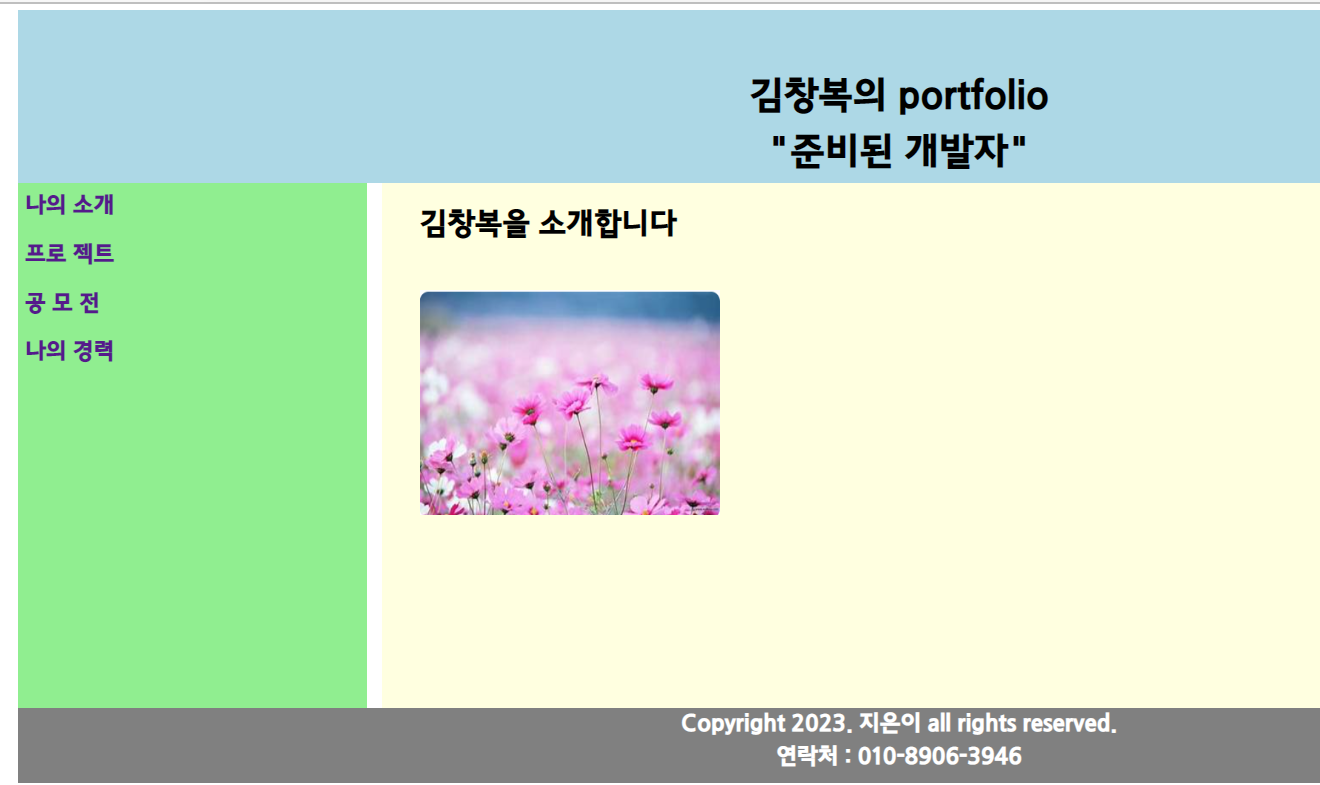 김창복의 portfolio
"준비된 개발자"
나의 소개
프로 젝트
공 모 전
나의 경력
김창복을 소개합니다
Copyright 2023. 지은이 all rights reserved.
연락처 : 010-8906-3946